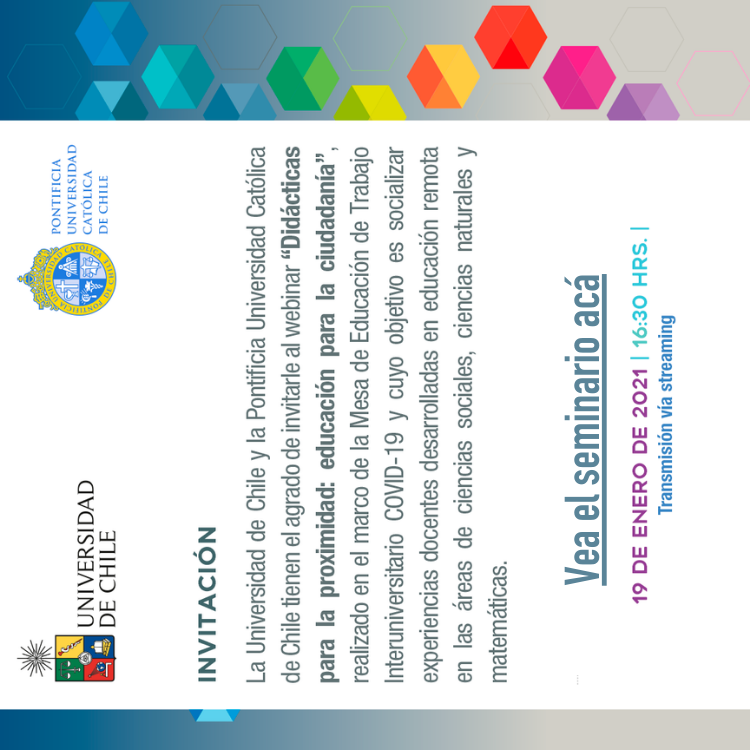 UNIVERSIDAD
DE CHILE
PONTIFICIA
UNIVERSIDAD
CATÓLICA
DE CHILE
INVITACIÓN
La Universidad de Chile y la Pontificia Universidad Católica
de Chile tienen el agrado de invitarle al webinar “Didácticas
para la proximidad: educación para la ciudadanía”,
realizado en el marco de la Mesa de Educación de Trabajo
Interuniversitario COVID-19 y cuyo objetivo es socializar
experiencias docentes desarrolladas en educación remota
en las áreas de ciencias sociales, ciencias naturales y
matemáticas.
Vea el seminario acá
19 DE ENERO DE 2021 | 16:30 HRS. |
Transmisión vía streaming